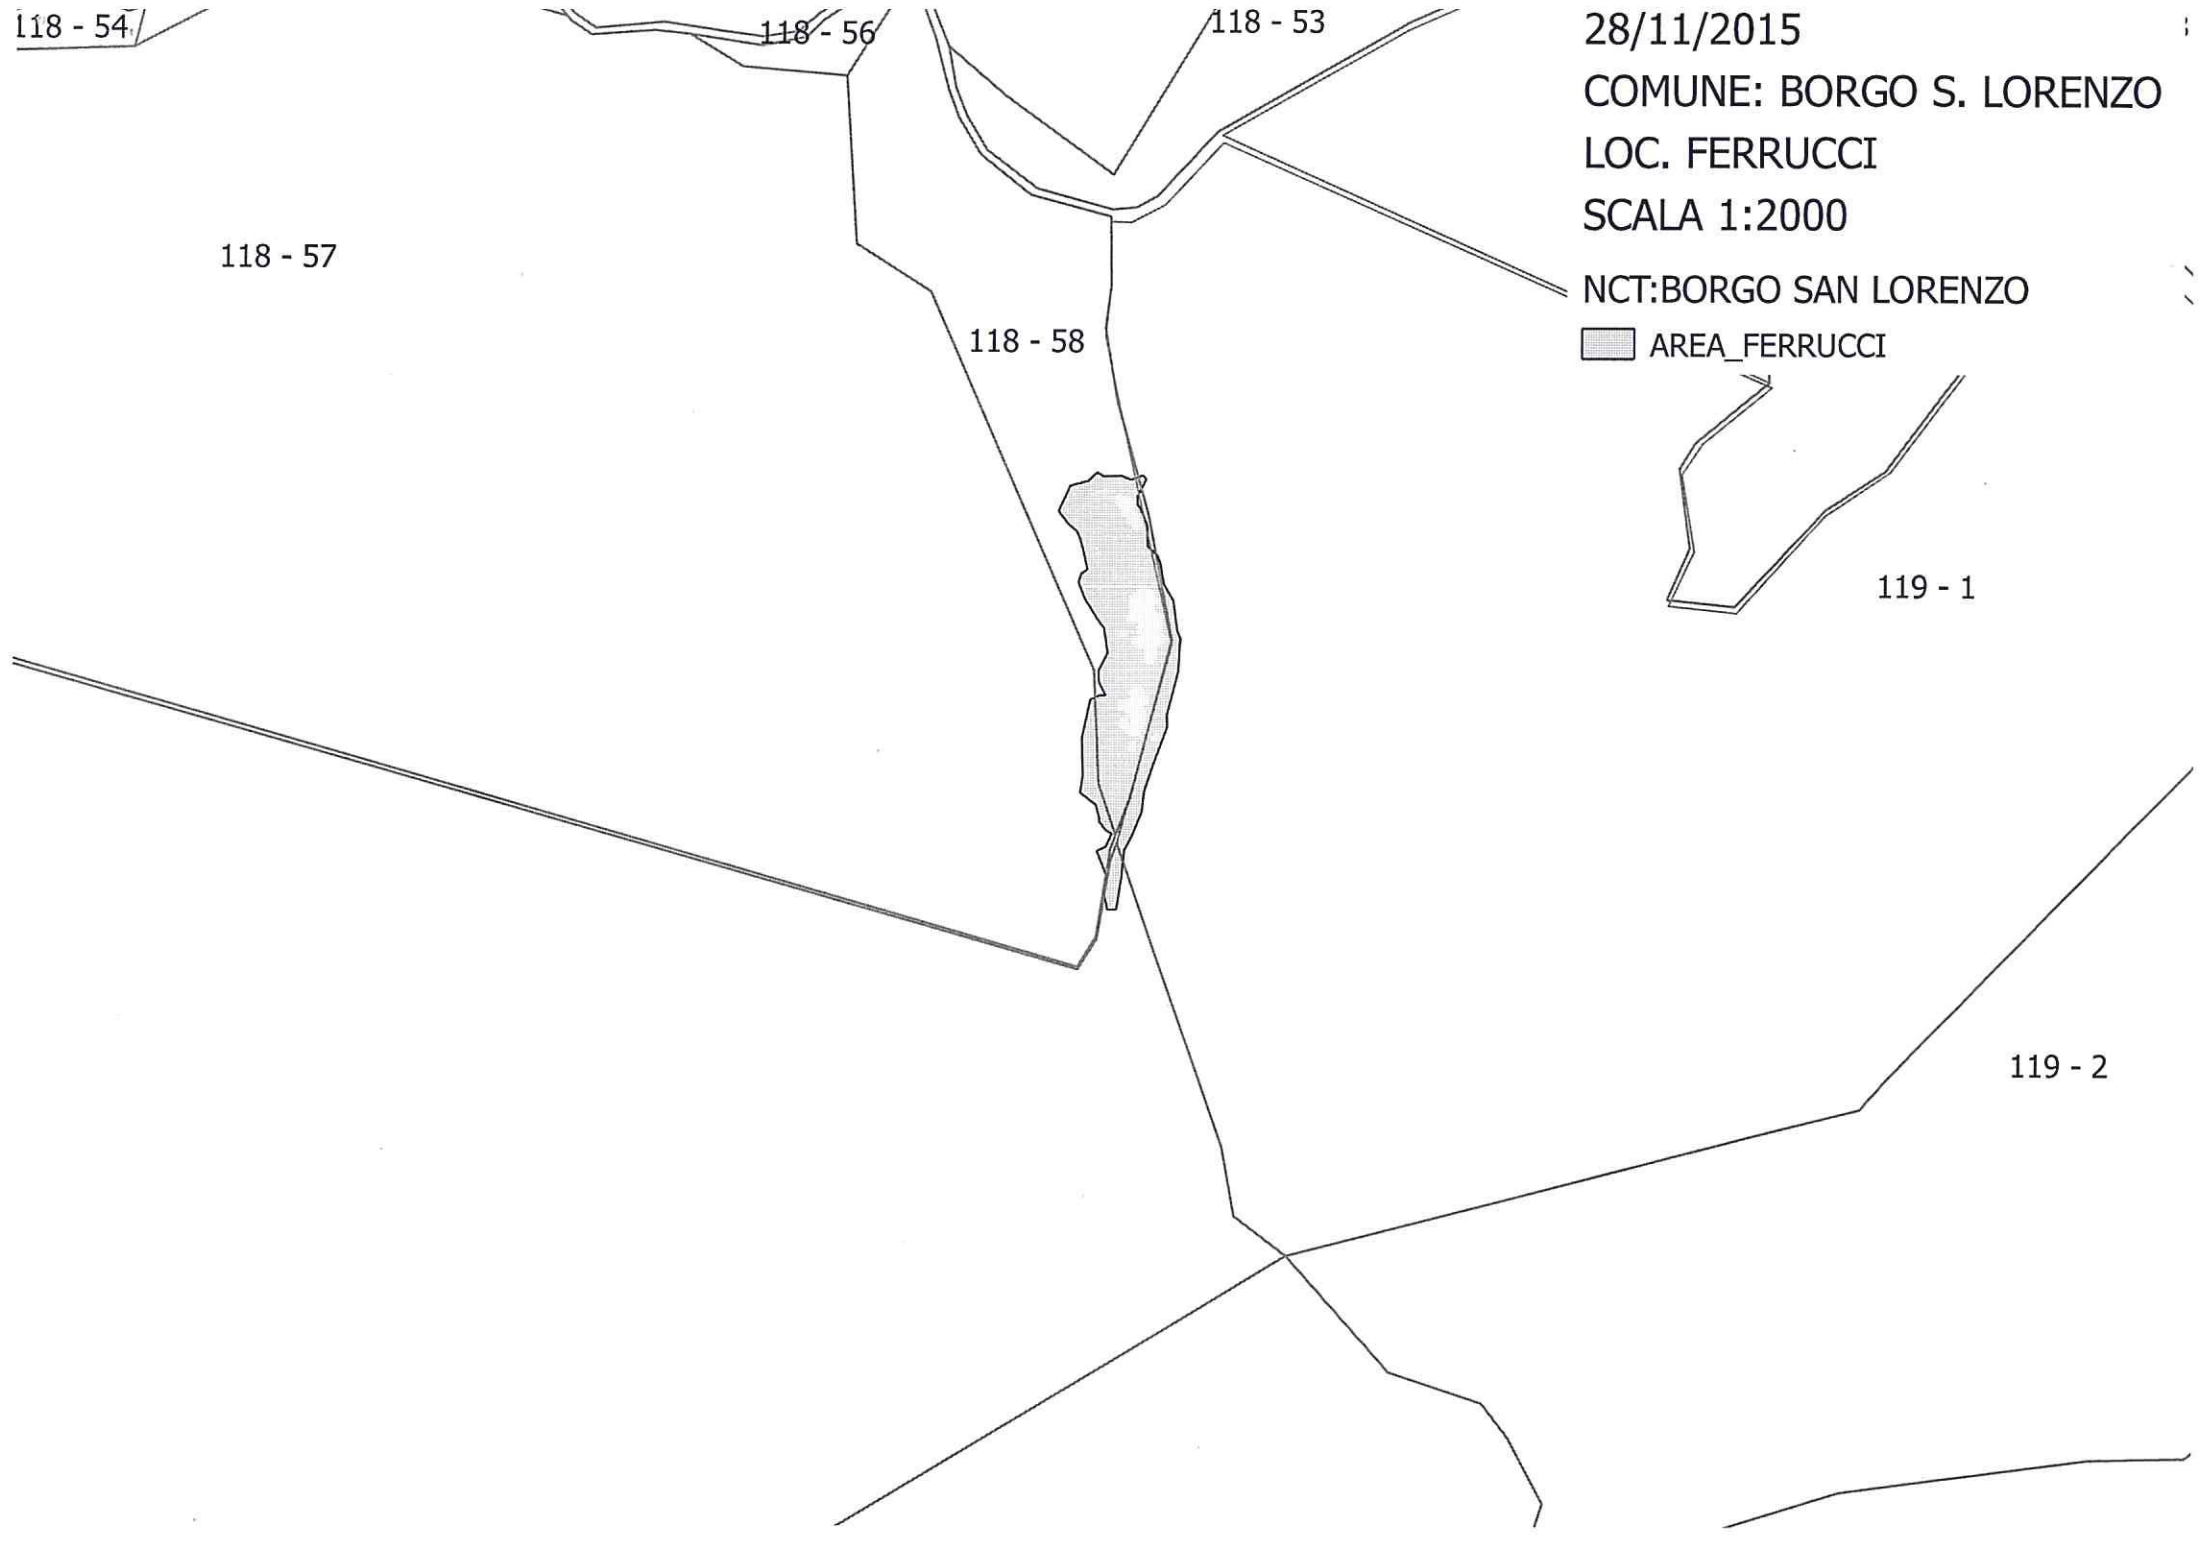 118 - 54
118 - 56
118 - 53
28/11/2015
COMUNE: BORGO S. LORENZO
LOC. FERRUCCI
SCALA 1:2000
NCT:BORGO SAN LORENZO
AREA_FERRUCCI
118 - 57
118 - 58
119 - 1
119 - 2